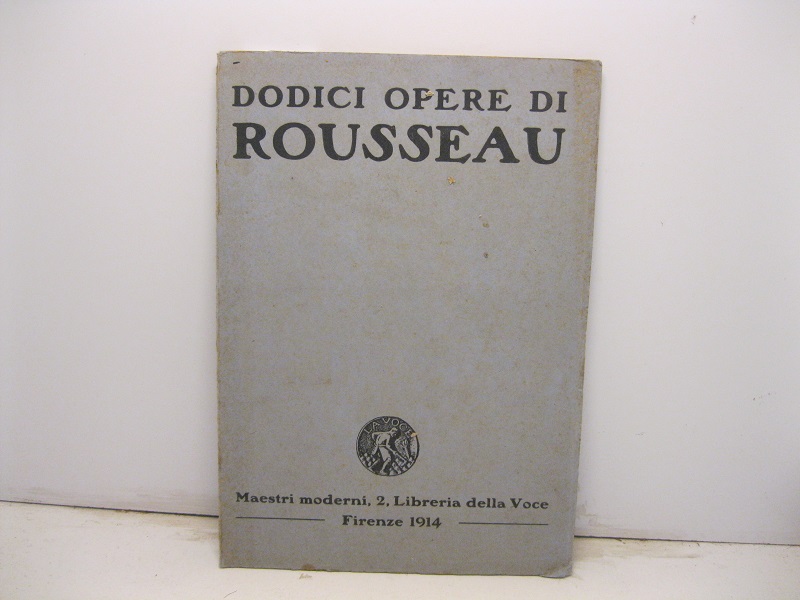 DODICI OPERE DI
ROUSSEAU
LA VOCE
Maestri moderni, 2, Libreria della Voce
Firenze 1914